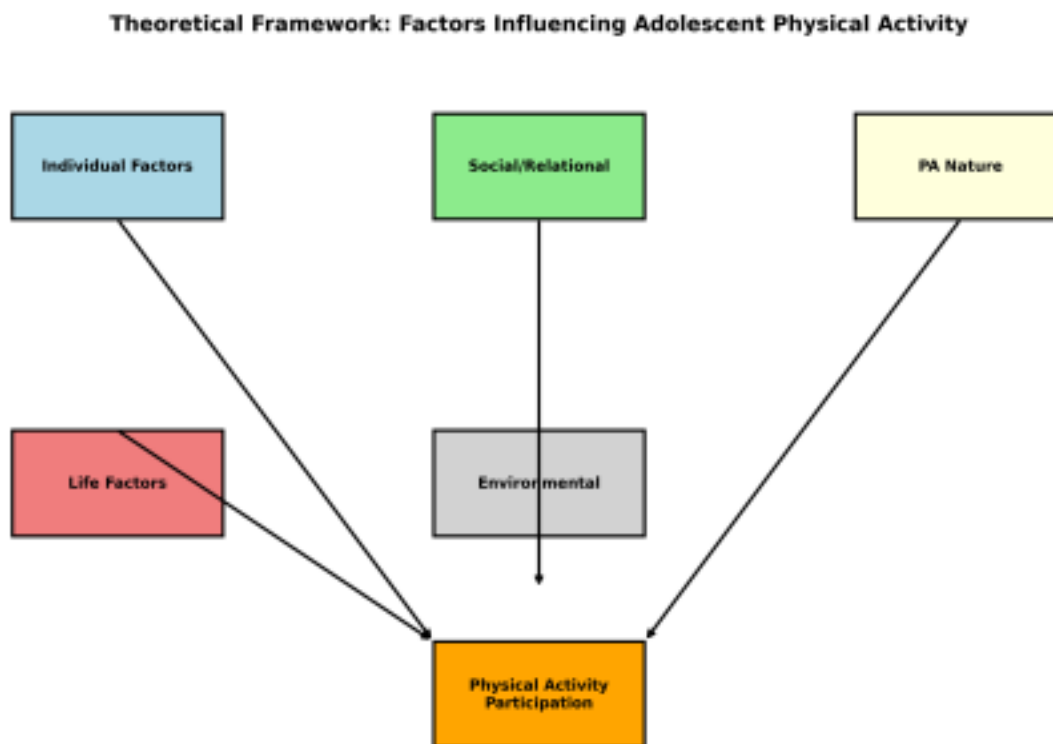 Theoretical Framework: Factors Influencing Adolescent Physical Activity
Individual Factors
Social/Relational
PA Nature
Life Factors
Environmental
Physical Activity
Participation